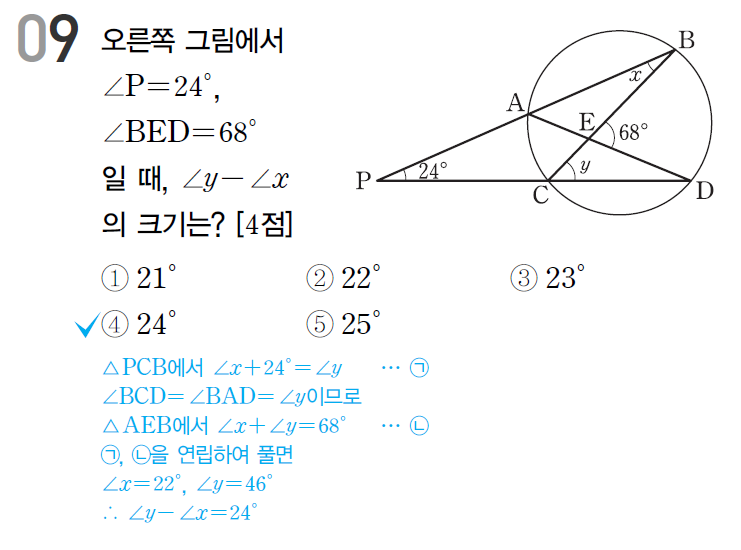 09 오른쪽 그림에서
∠P=24°,
∠BED=68°
일 때, ∠y-∠x
의 크기는? [4점]
B
x
A
E
68°
P
24°
y
C
D
① 21° ② 22° ③ 23°
④ 24° ⑤ 25°
△PCB에서 ∠x+24°=∠y … ㉠
∠BCD=∠BAD=∠y이므로
△AEB에서 ∠x+∠y=68° … ㉡
㉠, ㉡을 연립하여 풀면
∠x=22°, ∠y=46°
∴ ∠y-∠x=24°